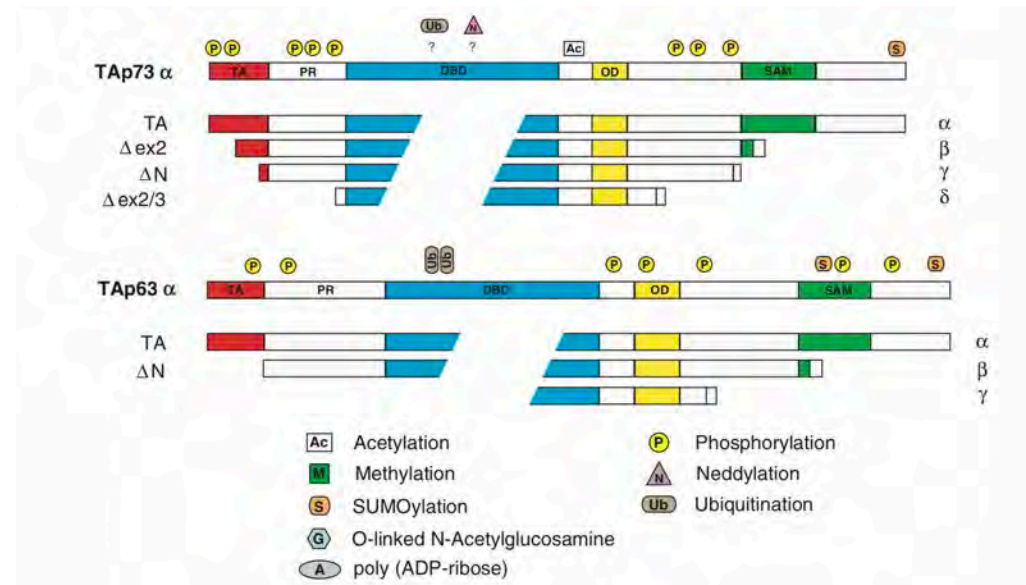 Ub N
P P P P P ? ? Ac P P P S
TAp73 α TA PR DBD OD SAM
TA α
Δ ex2 β
ΔN γ
Δ ex2/3 δ
P P Ub Ub P P P S P P S
TAp63 α TA PR DBD OD SAM
TA α
ΔN β
γ
Ac Acetylation P Phosphorylation
M Methylation N Neddylation
S SUMOylation Ub Ubiquitination
G O-linked N-Acetylglucosamine
A poly (ADP-ribose)